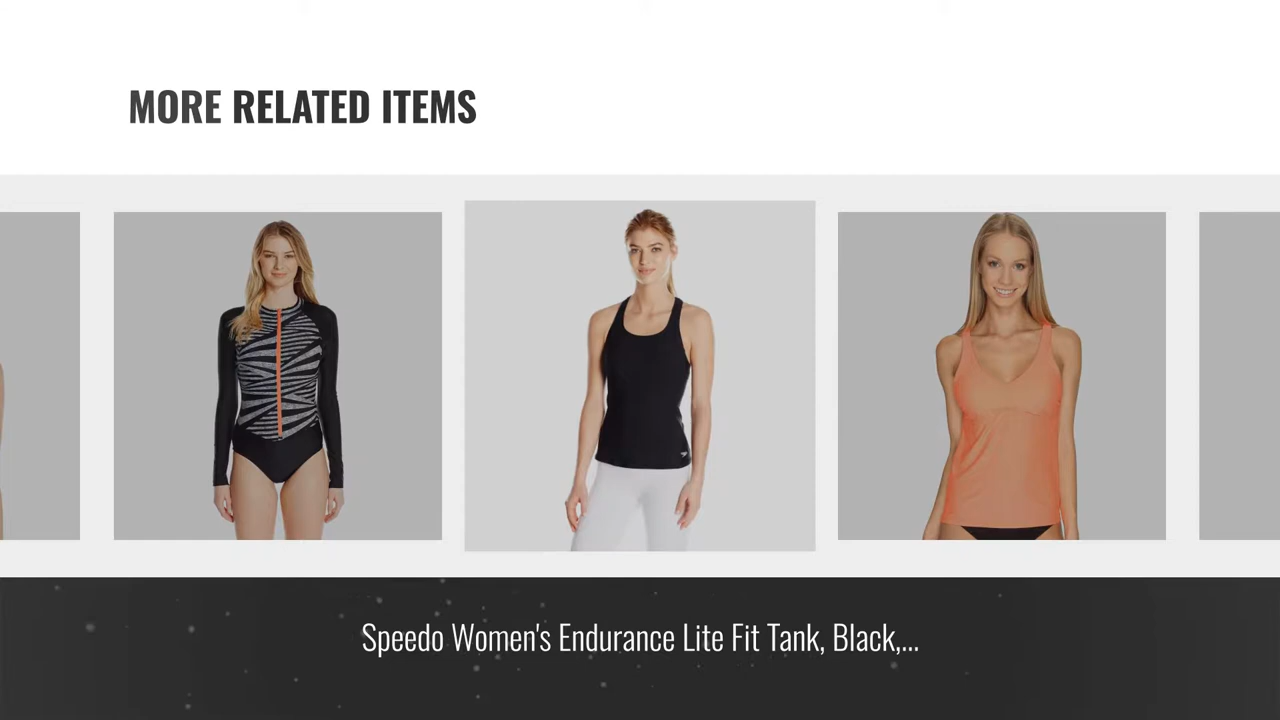 MORE RELATED ITEMS
Speedo Women's Endurance Lite Fit Tank, Black,...